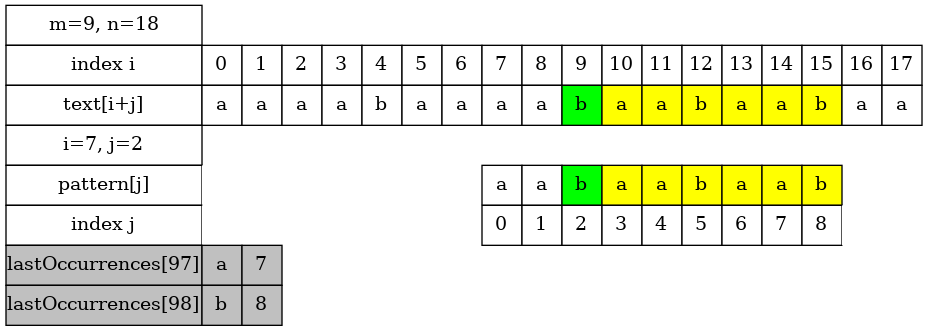 m=9, n=18
index i 0 1 2 3 4 5 6 7 8 9 10 11 12 13 14 15 16 17
text[i+j] a a a a b a a a a b a a b a a b a a
i=7, j=2
pattern[j] a a b a a b a a b
index j 0 1 2 3 4 5 6 7 8
lastOccurrences[97] a 7
lastOccurrences[98] b 8